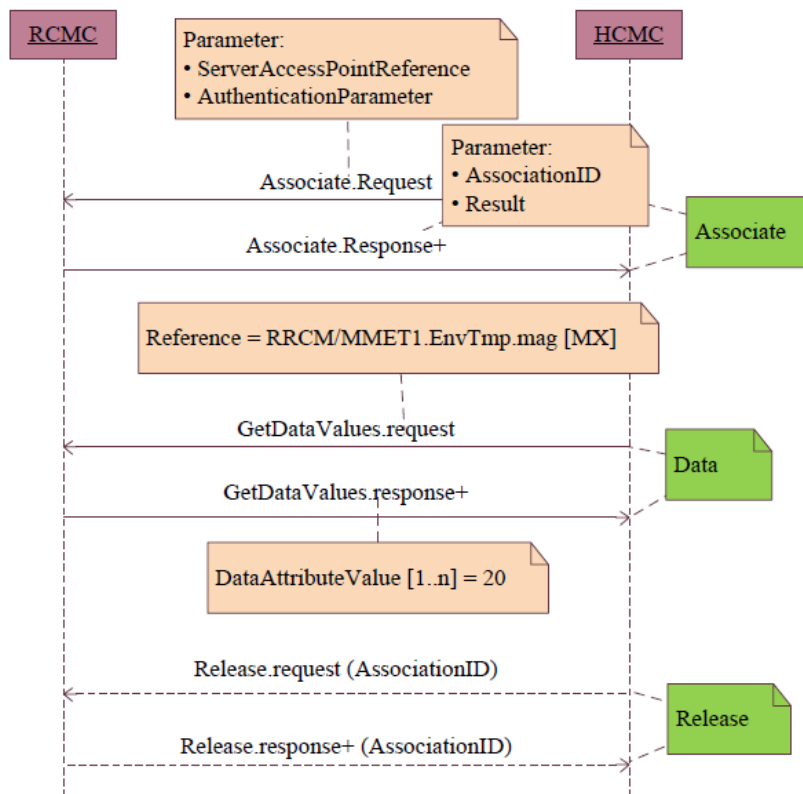 RCMC
HCMC
Parameter:
• ServerAccessPointReference
• AuthenticationParameter
Parameter:
• AssociationID
• Result
Associate.Request
Associate
Associate.Response+
Reference = RRCM/MMET1.EnvTmp.mag [MX]
GetDataValues.request
Data
GetDataValues.response+
DataAttributeValue [1..n] = 20
Release.request (AssociationID)
Release
Release.response+ (AssociationID)